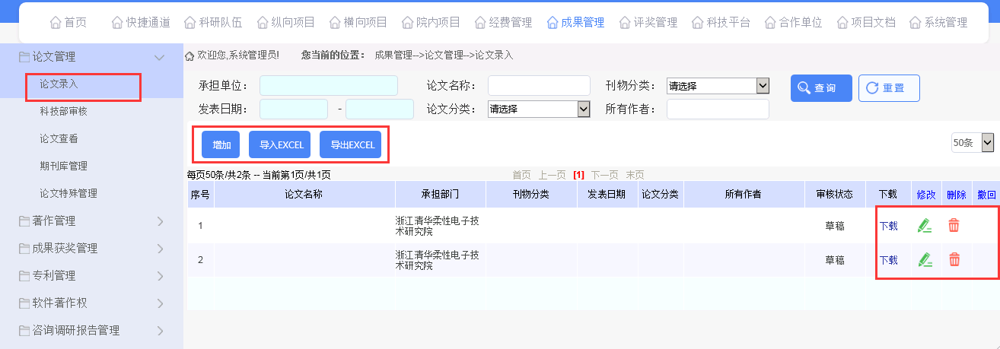 首页 快捷通道 科研队伍 纵向项目 横向项目 院内项目 经费管理 成果管理 评奖管理 科技平台 合作单位 项目文档 系统管理
论文管理
论文录入
科技部审核
论文查看
期刊库管理
论文特殊管理
著作管理
成果获奖管理
专利管理
软件著作权
咨询调研报告管理
欢迎您,系统管理员! 您当前的位置: 成果管理-->论文管理-->论文录入
承担单位: 论文名称: 刊物分类: 请选择 查询 重置
发表日期: - 论文分类: 请选择 所有作者:
增加 导入EXCEL 导出EXCEL 50条
每页50条/共2条 -- 当前第1页/共1页 首页 上一页 [1] 下一页 末页
序号 论文名称 承担部门 刊物分类 发表日期 论文分类 所有作者 审核状态 下载 修改 删除 撤回
1 浙江清华柔性电子技 草稿 下载
术研究院
2 浙江清华柔性电子技 草稿 下载
术研究院